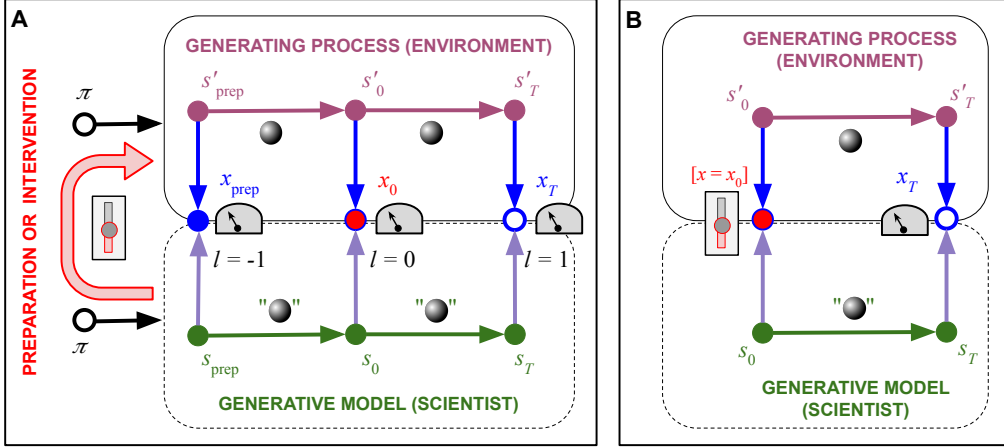 A
PREPARATION OR INTERVENTION
π
π
GENERATING PROCESS (ENVIRONMENT)
s′prep
s′0
s′T
xprep
x0
xT
l = -1
l = 0
l = 1
" "
" "
sprep
s0
sT
GENERATIVE MODEL (SCIENTIST)
B
GENERATING PROCESS
(ENVIRONMENT)
s′0
s′T
[x = x0]
xT
" "
s0
sT
GENERATIVE MODEL
(SCIENTIST)